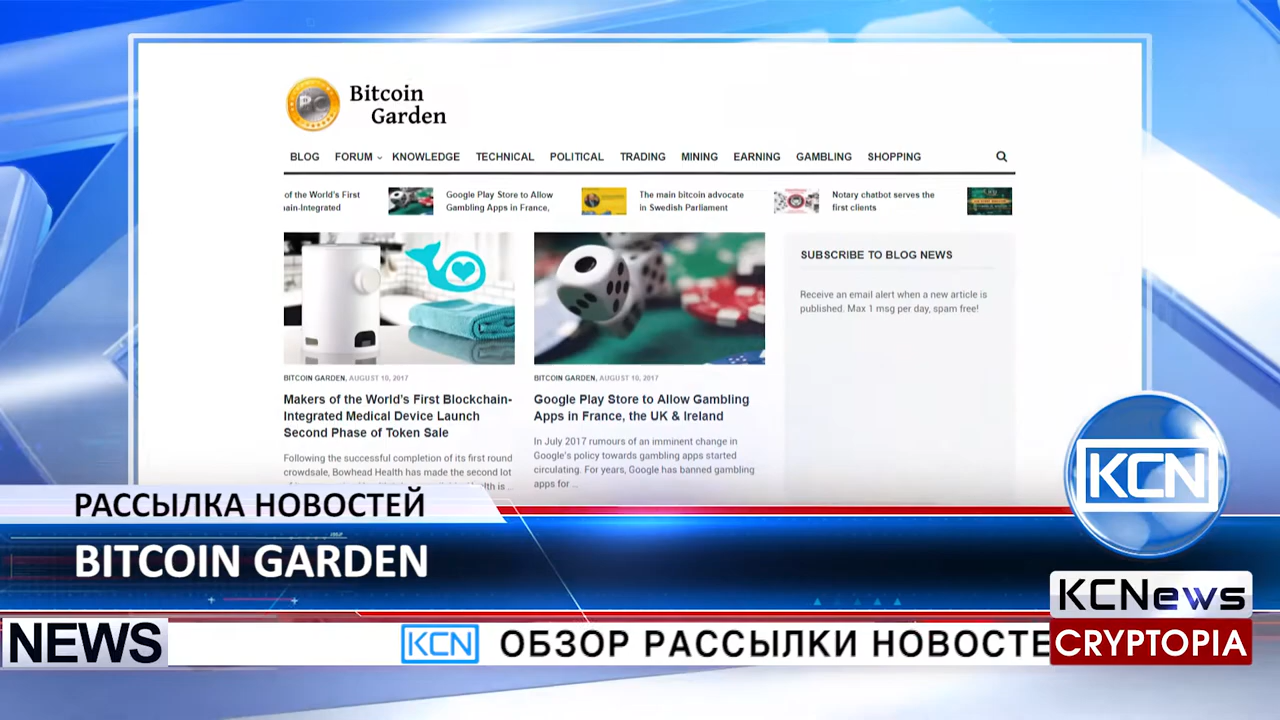 Bitcoin
Garden
BLOG FORUM KNOWLEDGE TECHNICAL POLITICAL TRADING MINING EARNING GAMBLING SHOPPING
of the World's First
ain-Integrated
Google Play Store to Allow
Gambling Apps in France,
The main bitcoin advocate
in Swedish Parliament
Notary chatbot serves the
first clients
BITCOIN GARDEN, AUGUST 10, 2017
Makers of the World's First Blockchain-
Integrated Medical Device Launch
Second Phase of Token Sale
Following the successful completion of its first round
crowdsale, Bowhead Health has made the second lot
BITCOIN GARDEN, AUGUST 10, 2017
Google Play Store to Allow Gambling
Apps in France, the UK & Ireland
In July 2017 rumours of an imminent change in
Google's policy towards gambling apps started
circulating. For years, Google has banned gambling
apps for ..
SUBSCRIBE TO BLOG NEWS
Receive an email alert when a new article is
published. Max 1 msg per day, spam free!
РАССЫЛКА НОВОСТЕЙ
BITCOIN GARDEN
KCN
KCNews
CRYPTOPIA
NEWS
KCN ОБЗОР РАССЫЛКИ НОВОСТЕ